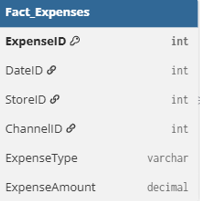 Fact_Expenses
ExpenseID int
DateID int
StoreID int
ChannelID int
ExpenseType varchar
ExpenseAmount decimal